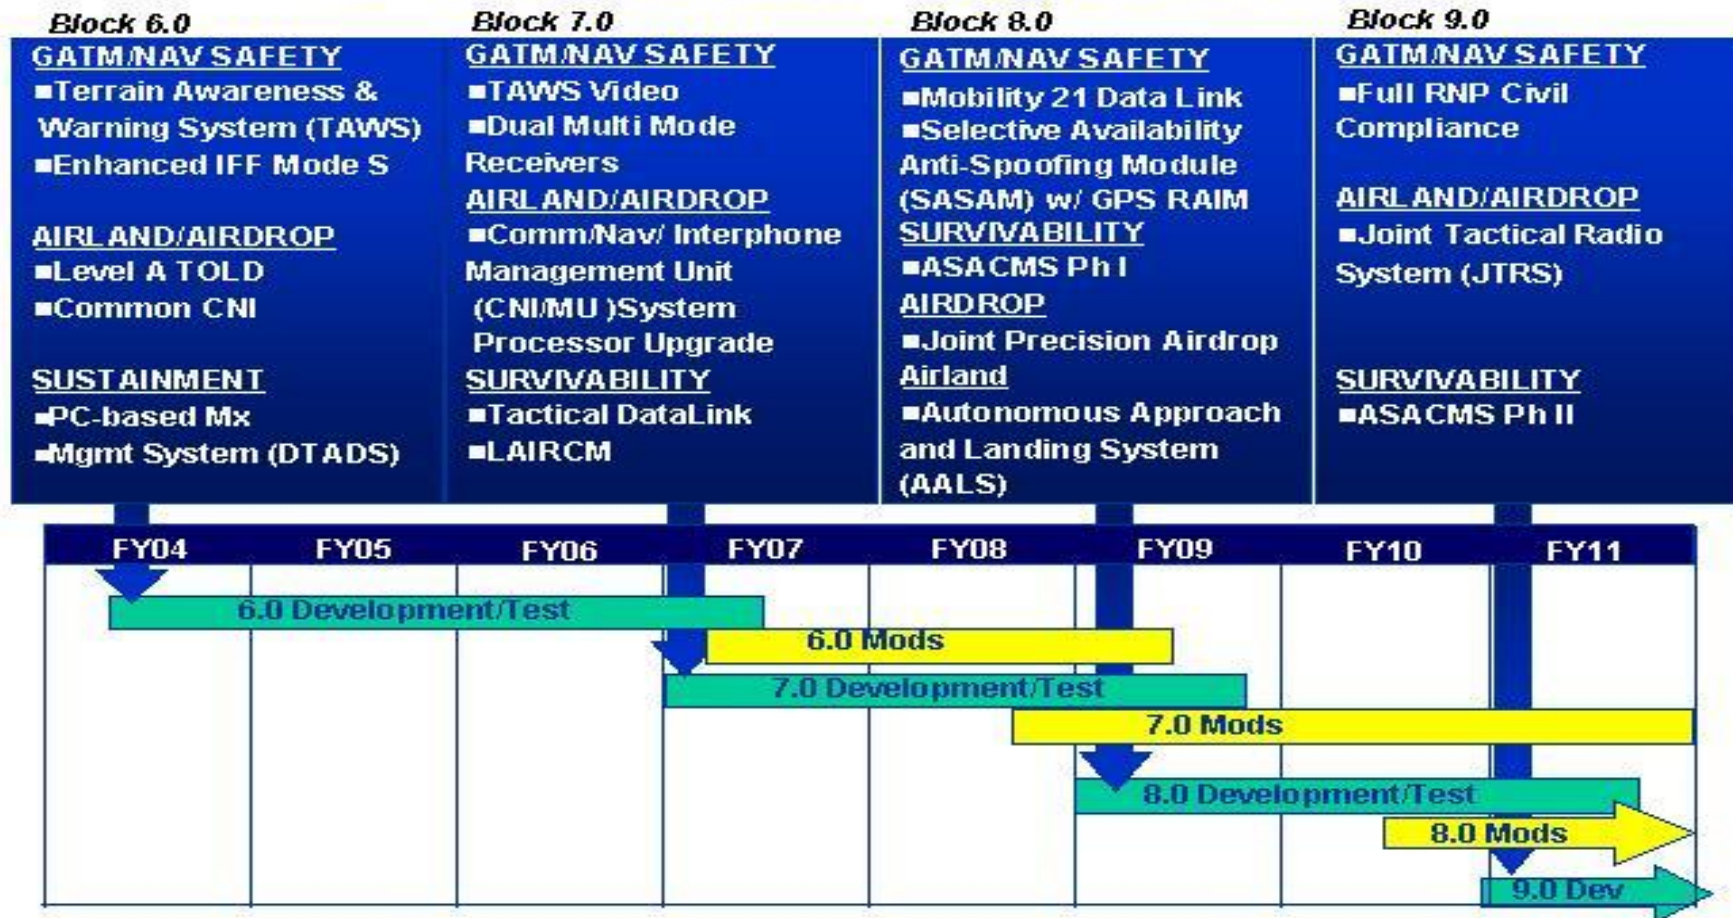 Block 6.0
GATM/NAV SAFETY
■Terrain Awareness &
Warning System (TAWS)
■Enhanced IFF Mode S
AIRLAND/AIRDROP
■Level A TOLD
■Common CNI
SUSTAINMENT
■PC-based Mx
■Mgmt System (DTADS)
Block 7.0
GATM/NAV SAFETY
■TAWS Video
■Dual Multi Mode
Receivers
AIRLAND/AIRDROP
■Comm/Nav/ Interphone
Management Unit
(CNI/MU )System
Processor Upgrade
SURVIVABILITY
■Tactical DataLink
■LAIRCM
Block 8.0
GATM/NAV SAFETY
■Mobility 21 Data Link
■Selective Availability
Anti-Spoofing Module
(SASAM) w/ GPS RAIM
SURVIVABILITY
■ASACMS Ph I
AIRDROP
■Joint Precision Airdrop
Airland
■Autonomous Approach
and Landing System
(AALS)
Block 9.0
GATM/NAV SAFETY
■Full RNP Civil
Compliance
AIRLAND/AIRDROP
■Joint Tactical Radio
System (JTRS)
SURVIVABILITY
■ASACMS Ph II
FY04 FY05 FY06 FY07 FY08 FY09 FY10 FY11
6.0 Development/Test
6.0 Mods
7.0 Development/Test
7.0 Mods
8.0 Development/Test
8.0 Mods
9.0 Dev